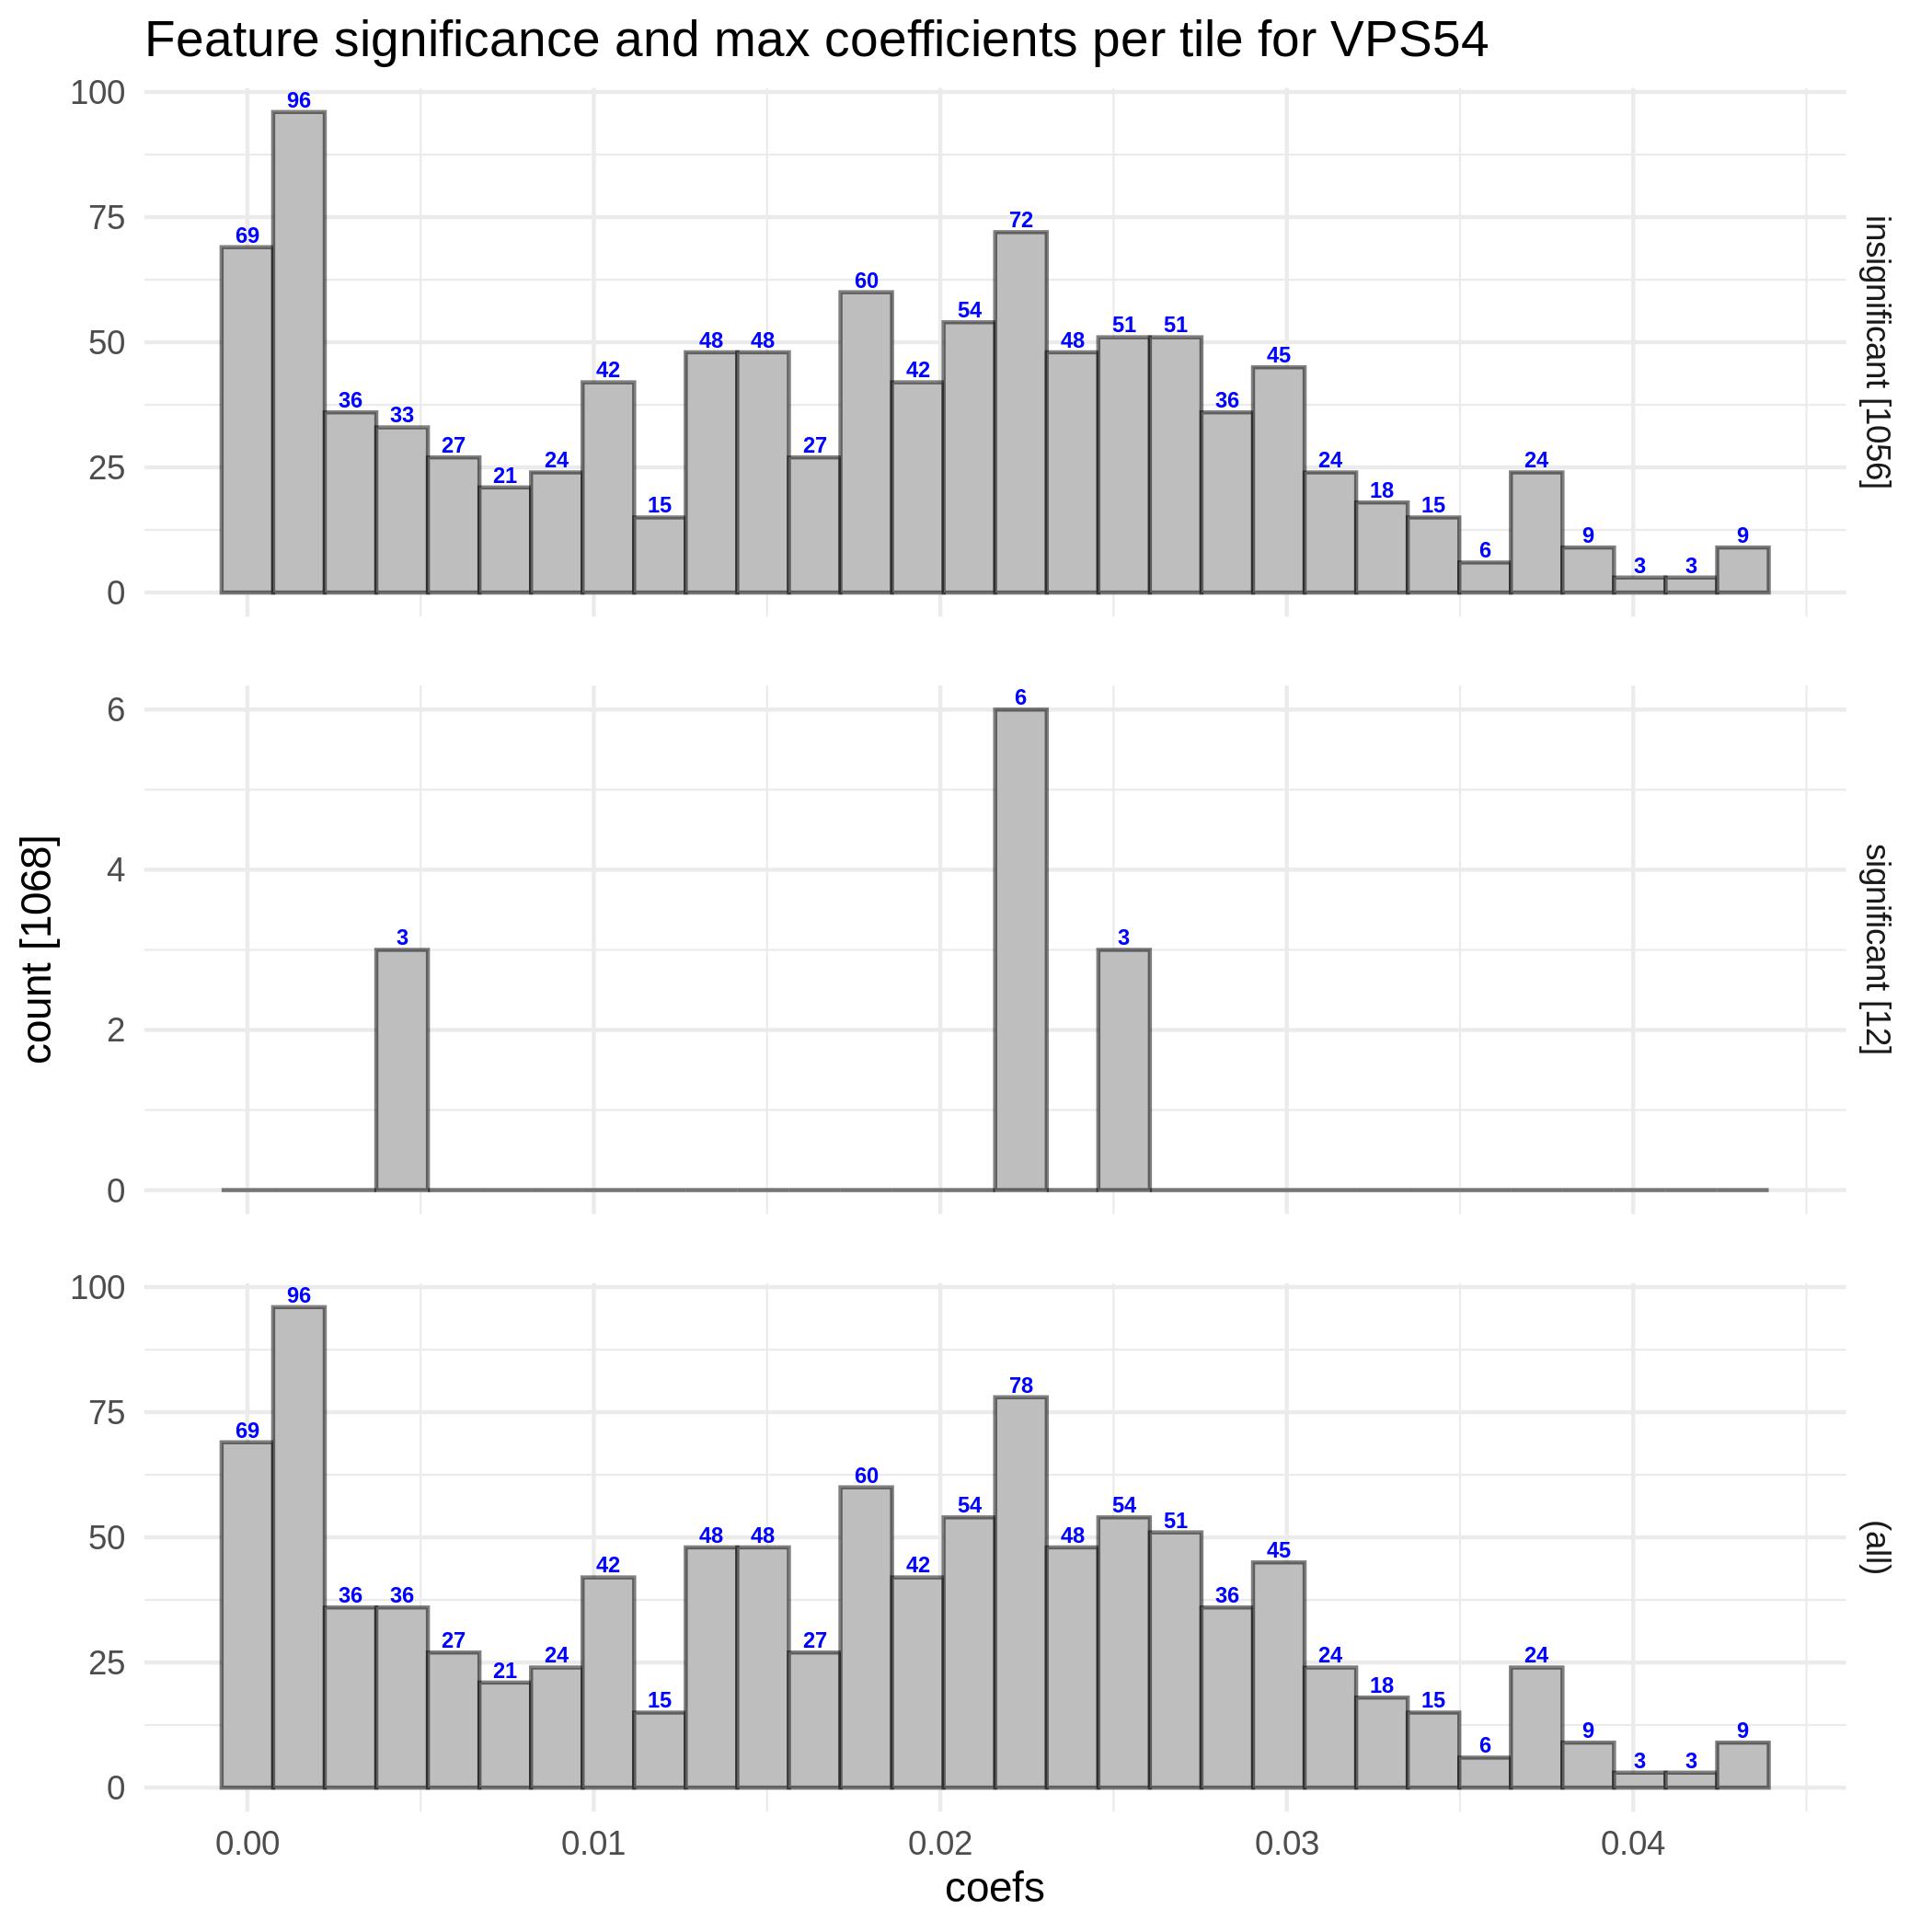 Feature significance and max coefficients per tile for VPS54
100
75
50
25
0
69 96 36 33 27 21 24 42 15 48 48 27 60 42 54 72 48 51 51 36 45 24 18 15 6 24 9 3 3 9
insignificant [1056]
count [1068]
6
4
2
0
3 6 3
significant [12]
100
75
50
25
0
69 96 36 36 27 21 24 42 15 48 48 27 60 42 54 78 48 54 51 36 45 24 18 15 6 24 9 3 3 9
(all)
0.00 0.01 0.02 0.03 0.04
coefs